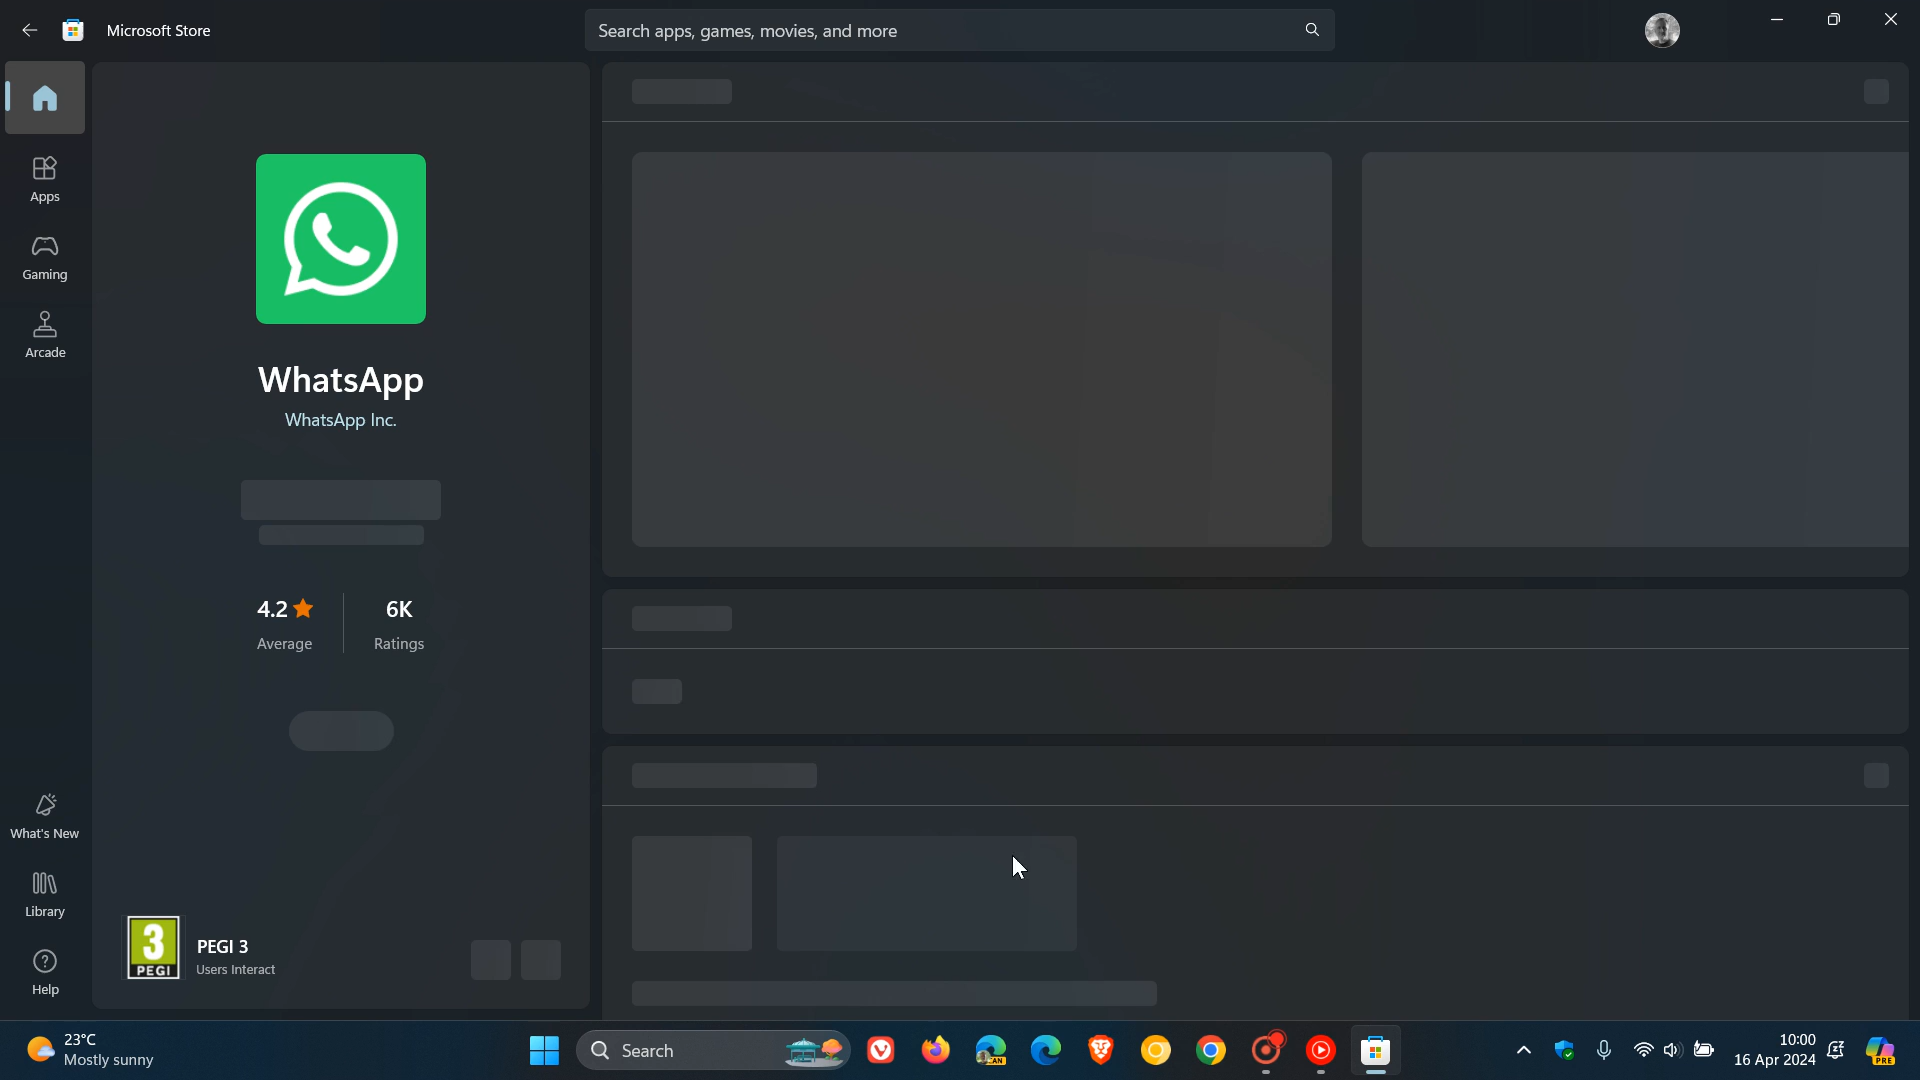 Microsoft Store
Search apps, games, movies, and more
Apps
Gaming
Arcade
What's New
Library
Help
WhatsApp
WhatsApp Inc.
4.2
Average
6K
Ratings
3
PEGI
PEGI 3
Users Interact
23°C
Mostly sunny
Search
CAN
10:00
16 Apr 2024
PRE